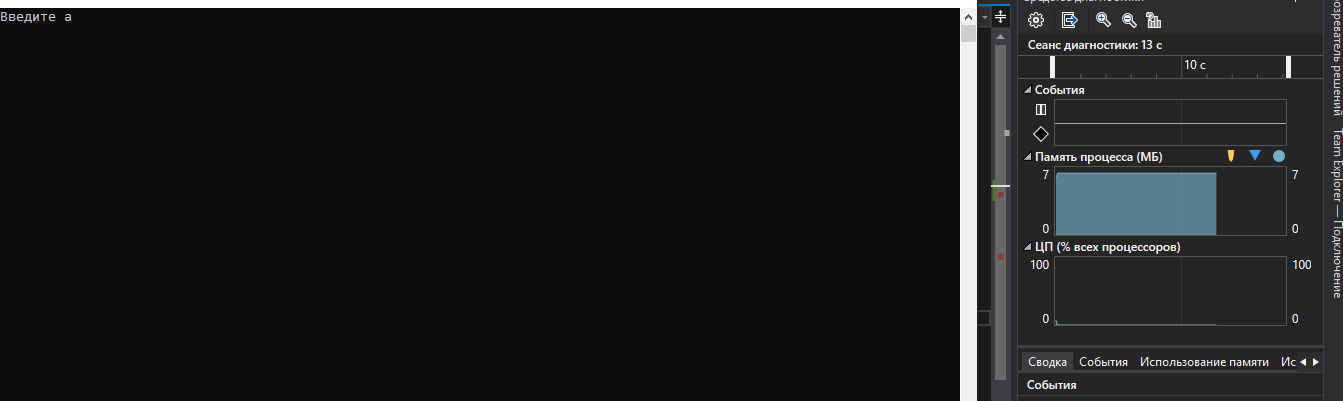 Введите a
Сеанс диагностики: 13 с
10 с
События
Память процесса (МБ)
7
7
0
0
ЦП (% всех процессоров)
100
100
0
0
Сводка
События
Использование памяти
Ис
События
Team Explorer — Подключение
решений